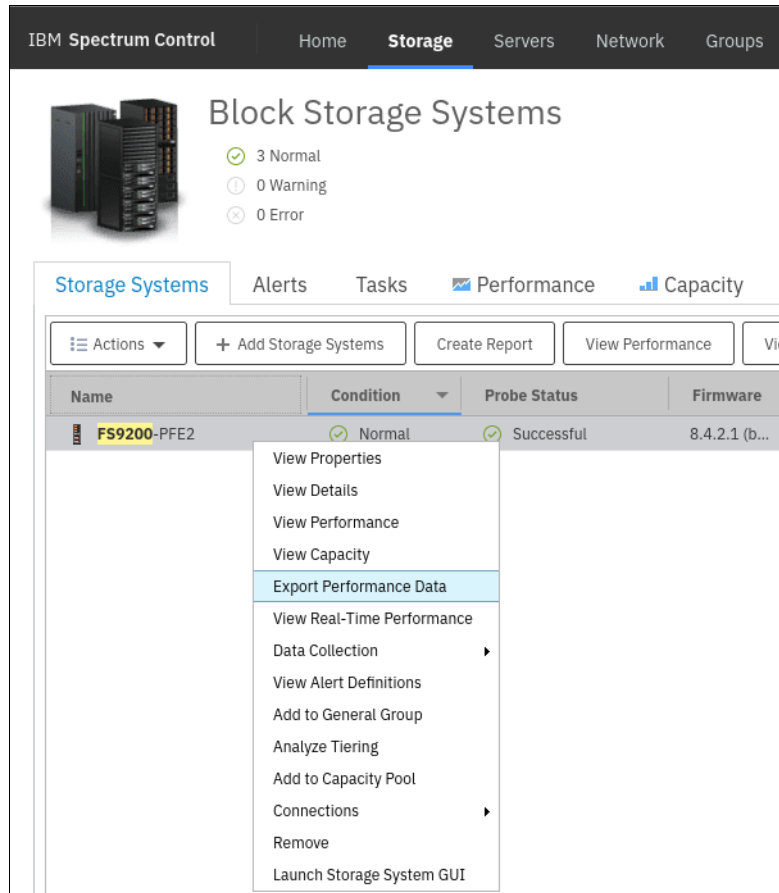 IBM Spectrum Control Home Storage Servers Network Groups
Block Storage Systems
3 Normal
0 Warning
0 Error
Storage Systems Alerts Tasks Performance Capacity
Actions + Add Storage Systems Create Report View Performance Vi
Name Condition Probe Status Firmware
FS9200-PFE2 Normal Successful 8.4.2.1 (b...
View Properties
View Details
View Performance
View Capacity
Export Performance Data
View Real-Time Performance
Data Collection
View Alert Definitions
Add to General Group
Analyze Tiering
Add to Capacity Pool
Connections
Remove
Launch Storage System GUI